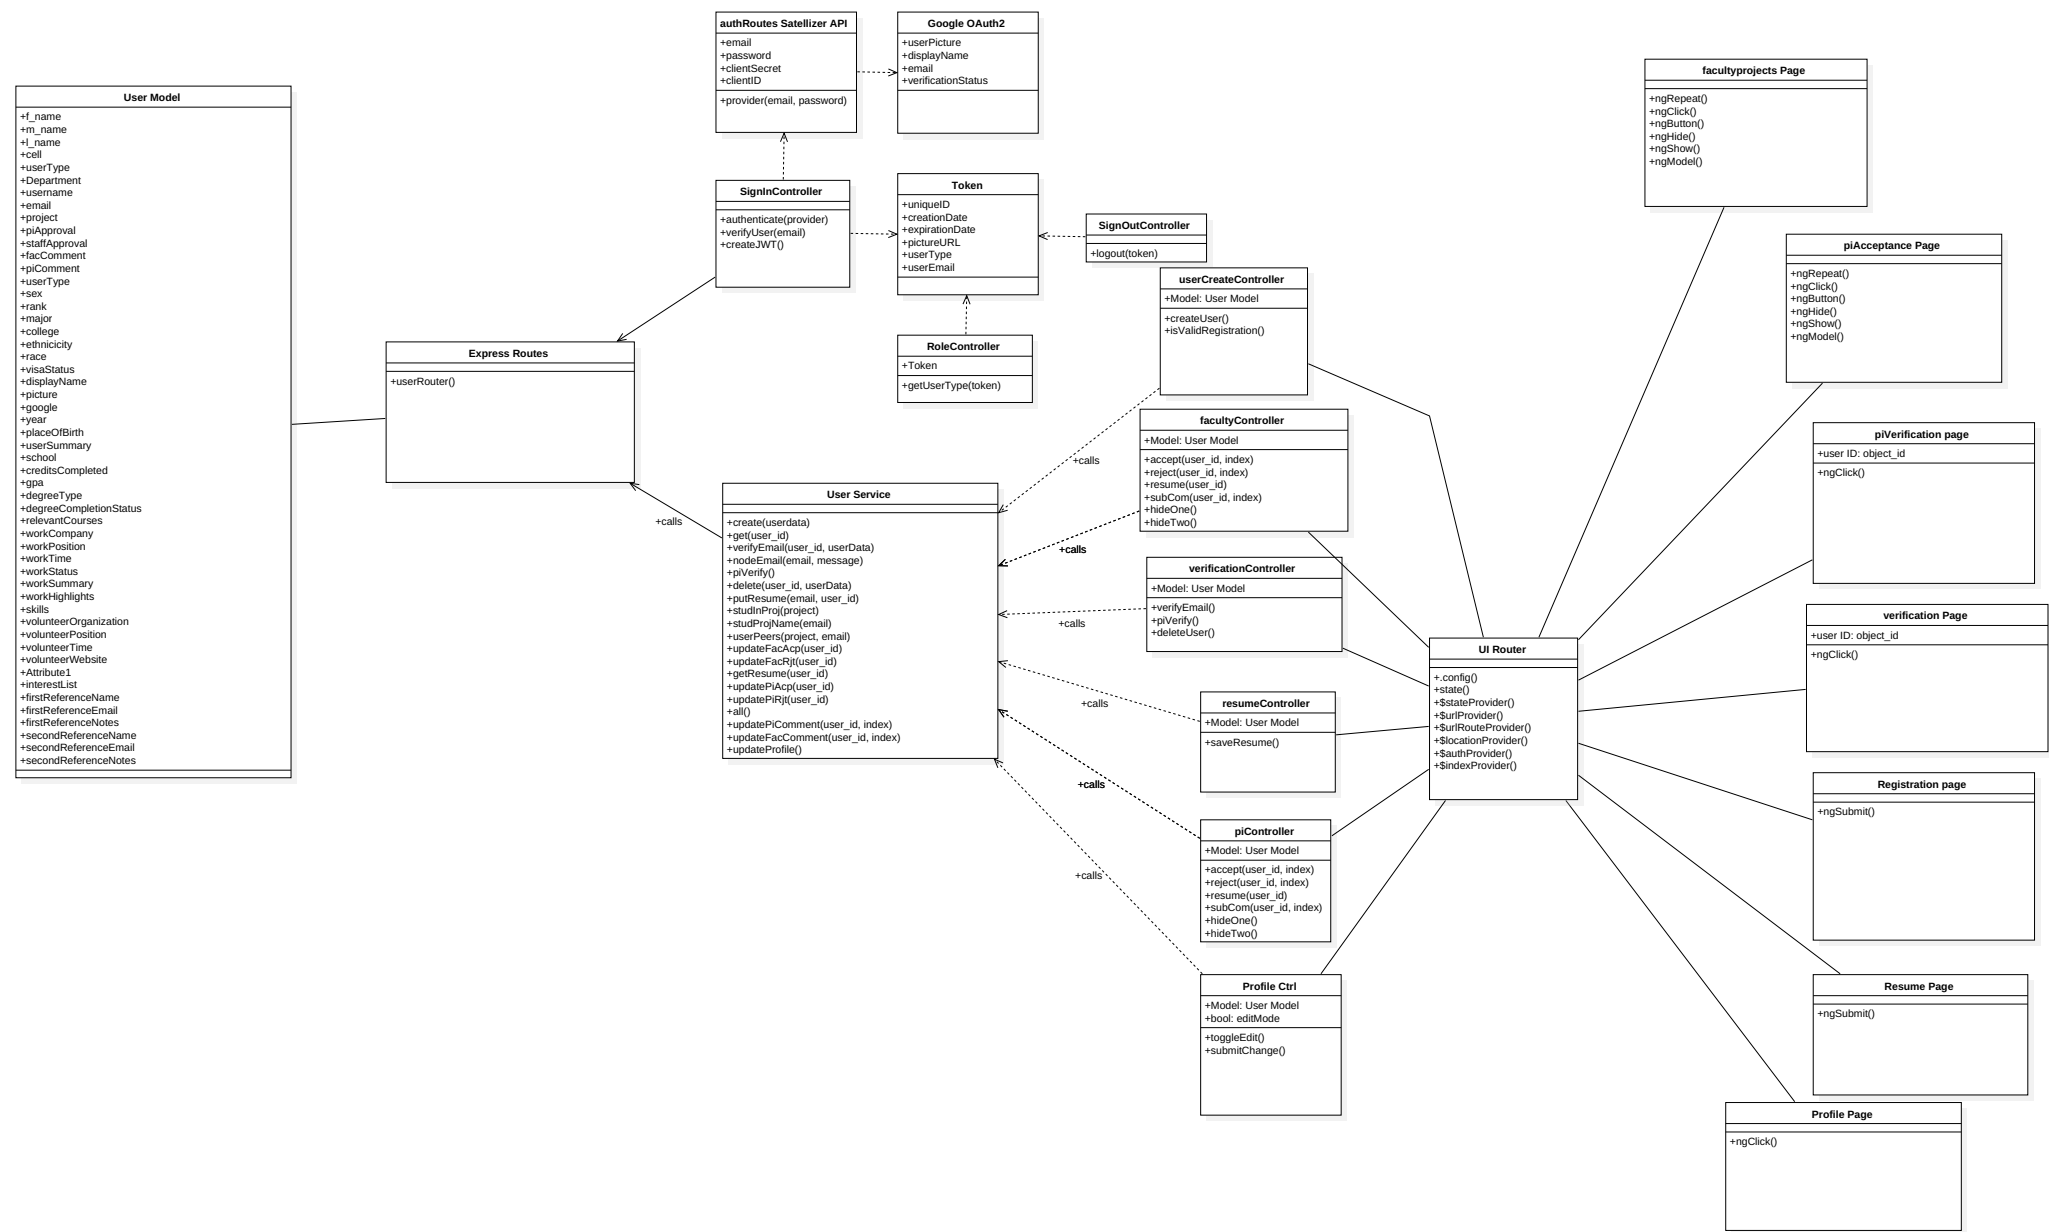 User Model
+f_name
+m_name
+l_name
+cell
+userType
+Department
+username
+email
+project
+piApproval
+staffApproval
+facComment
+piComment
+userType
+sex
+rank
+major
+college
+ethnicicity
+race
+visaStatus
+displayName
+picture
+google
+year
+placeOfBirth
+userSummary
+school
+creditsCompleted
+gpa
+degreeType
+degreeCompletionStatus
+relevantCourses
+workCompany
+workPosition
+workTime
+workStatus
+workSummary
+workHighlights
+skills
+volunteerOrganization
+volunteerPosition
+volunteerTime
+volunteerWebsite
+Attribute1
+interestList
+firstReferenceName
+firstReferenceEmail
+firstReferenceNotes
+secondReferenceName
+secondReferenceEmail
+secondReferenceNotes
Express Routes
+userRouter()
authRoutes Satellizer API
+email
+password
+clientSecret
+clientID
+provider(email, password)
Google OAuth2
+userPicture
+displayName
+email
+verificationStatus
SignInController
+authenticate(provider)
+verifyUser(email)
+createJWT()
Token
+uniqueID
+creationDate
+expirationDate
+pictureURL
+userType
+userEmail
SignOutController
+logout(token)
RoleController
+Token
+getUserType(token)
+calls
User Service
+create(userdata)
+get(user_id)
+verifyEmail(user_id, userData)
+nodeEmail(email, message)
+piVerify()
+delete(user_id, userData)
+putResume(email, user_id)
+studInProj(project)
+studProjName(email)
+userPeers(project, email)
+updateFacAcp(user_id)
+updateFacRjt(user_id)
+getResume(user_id)
+updatePiAcp(user_id)
+updatePiRjt(user_id)
+all()
+updatePiComment(user_id, index)
+updateFacComment(user_id, index)
+updateProfile()
+calls
+calls
+calls
+calls
+calls
+calls
userCreateController
+Model: User Model
+createUser()
+isValidRegistration()
facultyController
+Model: User Model
+accept(user_id, index)
+reject(user_id, index)
+resume(user_id)
+subCom(user_id, index)
+hideOne()
+hideTwo()
verificationController
+Model: User Model
+verifyEmail()
+piVerify()
+deleteUser()
resumeController
+Model: User Model
+saveResume()
piController
+Model: User Model
+accept(user_id, index)
+reject(user_id, index)
+resume(user_id)
+subCom(user_id, index)
+hideOne()
+hideTwo()
Profile Ctrl
+Model: User Model
+bool: editMode
+toggleEdit()
+submitChange()
UI Router
+.config()
+state()
+$stateProvider()
+$urlProvider()
+$urlRouteProvider()
+$locationProvider()
+$authProvider()
+$indexProvider()
facultyprojects Page
+ngRepeat()
+ngClick()
+ngButton()
+ngHide()
+ngShow()
+ngModel()
piAcceptance Page
+ngRepeat()
+ngClick()
+ngButton()
+ngHide()
+ngShow()
+ngModel()
piVerification page
+user ID: object_id
+ngClick()
verification Page
+user ID: object_id
+ngClick()
Registration page
+ngSubmit()
Resume Page
+ngSubmit()
Profile Page
+ngClick()